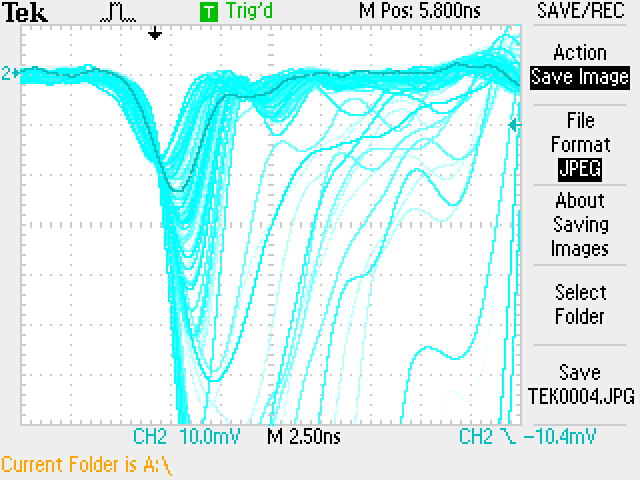 Tek T Trig'd M Pos: 5.800ns SAVE/REC
Action
Save Image
File
Format
JPEG
About
Saving
Images
Select
Folder
Save
TEK0004.JPG
2
CH2 10.0mV M 2.50ns CH2 \ -10.4mV
Current Folder is A:\